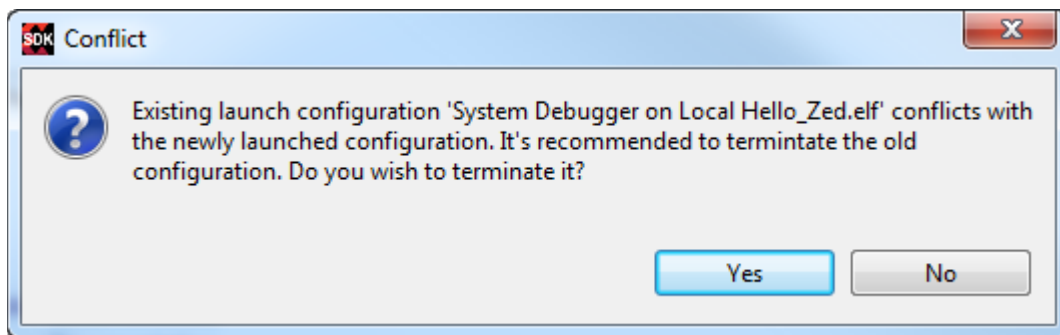 SDK Conflict
Existing launch configuration 'System Debugger on Local Hello_Zed.elf' conflicts with
the newly launched configuration. It's recommended to termintate the old
configuration. Do you wish to terminate it?
Yes No